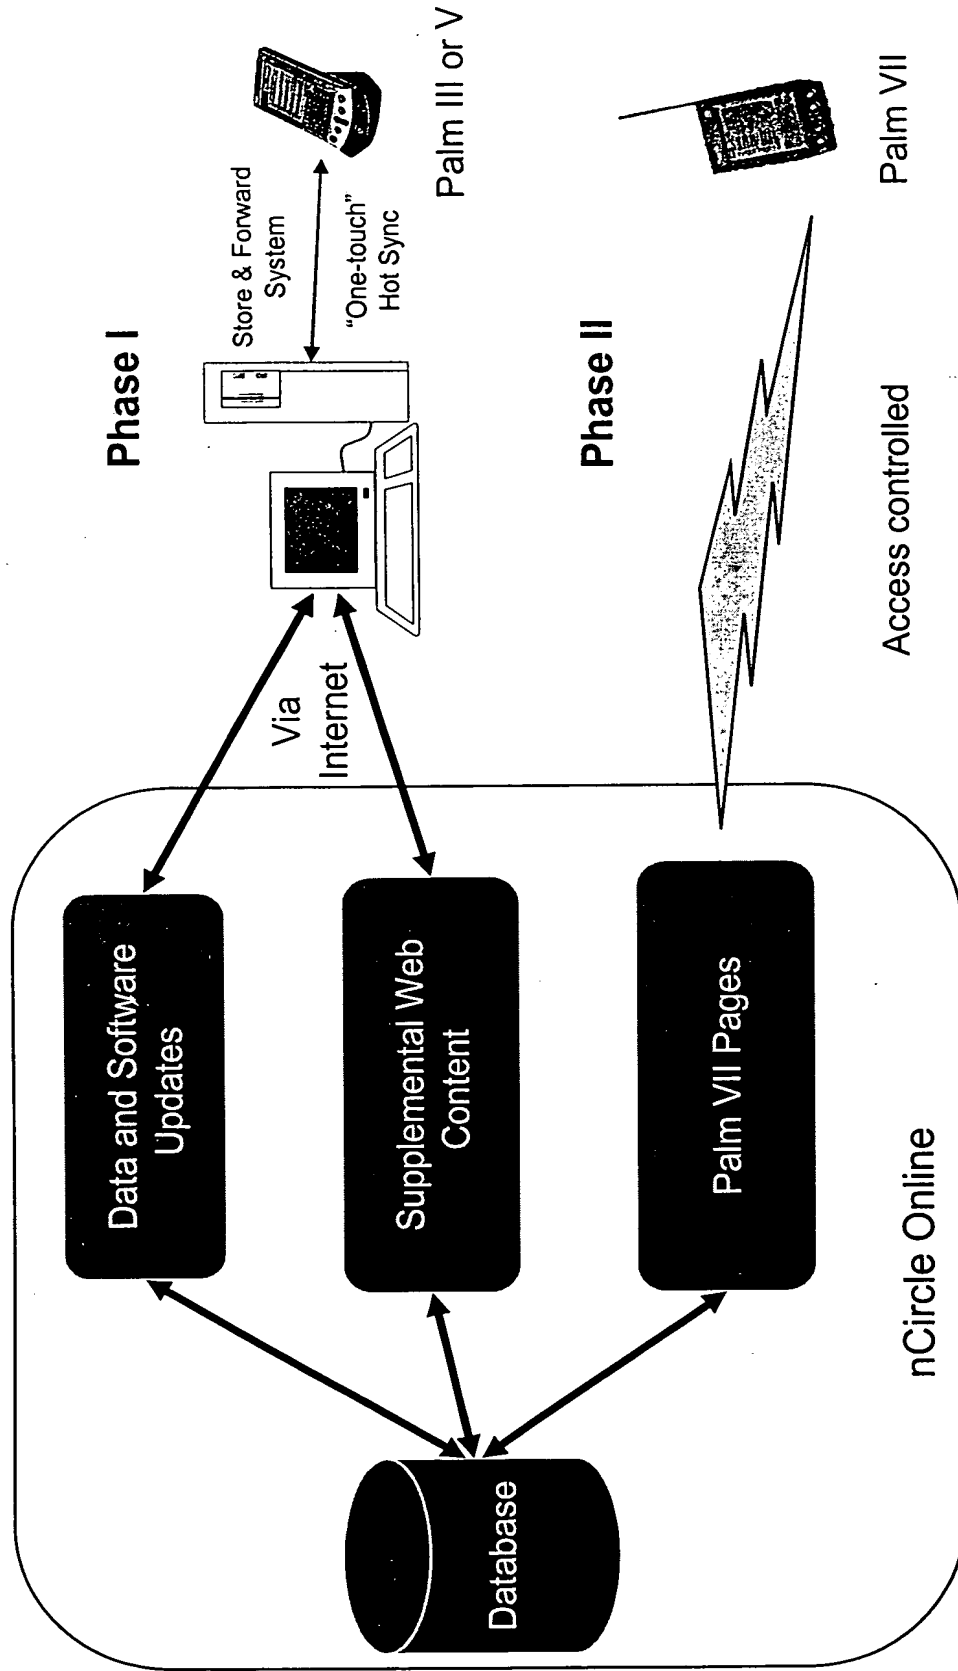 Phase I
Store & Forward
System
"One-touch"
Hot Sync
Palm III or V
Via
Internet
Data and Software
Updates
Supplemental Web
Content
Database
Phase II
Palm VII Pages
Palm VII
Access controlled
nCircle Online